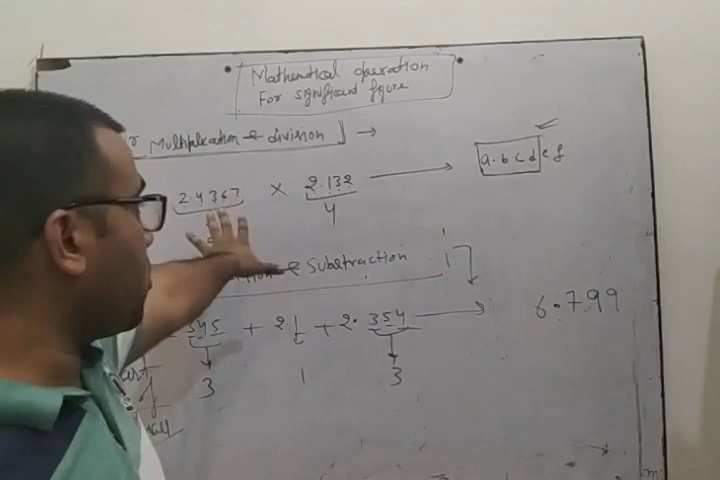 Mathematical operation
For significant figure
Multiplication & division →
2.4367 × 2.132 → a.bcdef
4
& Subtraction
545 + 2.1 + 2.354 → 6.799
3 1 3